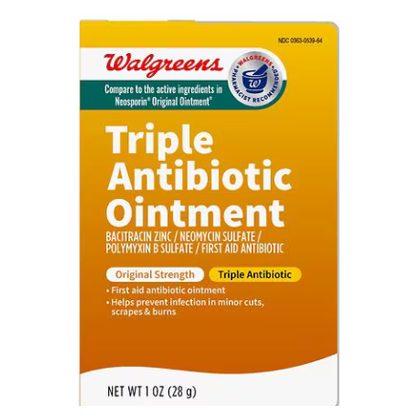 NDC 0363-0539-64
Walgreens
Compare to the active ingredients in
Neosporin® Original Ointment†
WALGREENS
PHARMACIST RECOMMENDED
W
Triple
Antibiotic
Ointment
BACITRACIN ZINC / NEOMYCIN SULFATE /
POLYMYXIN B SULFATE / FIRST AID ANTIBIOTIC
Original Strength
Triple Antibiotic
• First aid antibiotic ointment
• Helps prevent infection in minor cuts,
scrapes & burns
NET WT 1 OZ (28 g)